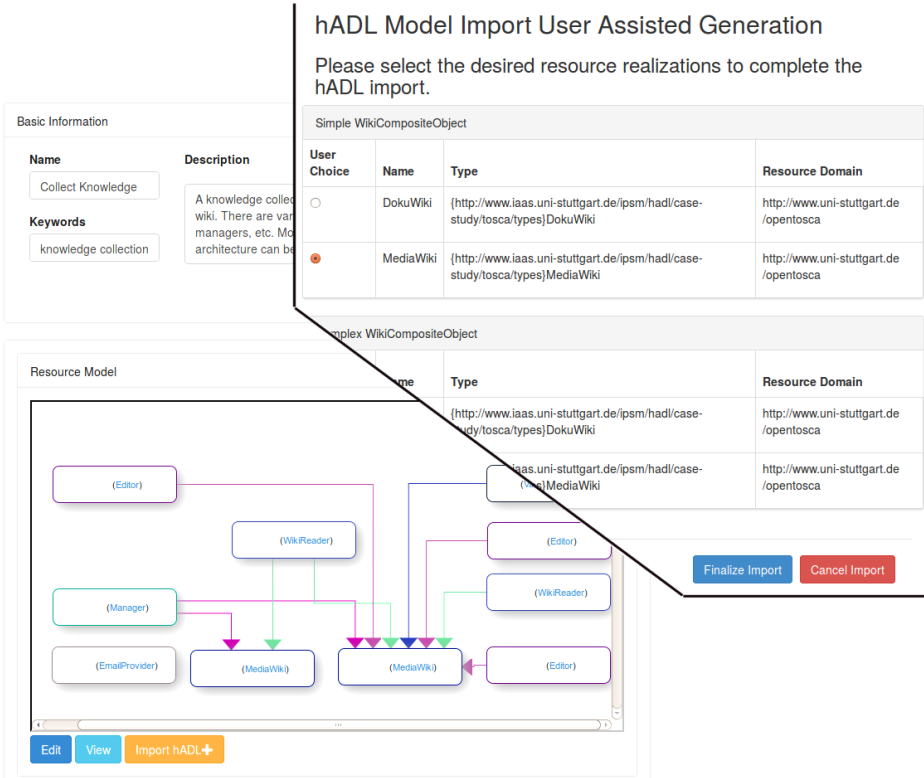 hADL Model Import User Assisted Generation
Please select the desired resource realizations to complete the
hADL import.
Simple WikiCompositeObject
User
Choice
Name
Type
Resource Domain
DokuWiki
{http://www.iaas.uni-stuttgart.de/ipsm/hadl/case-
study/tosca/types}DokuWiki
http://www.uni-stuttgart.de
/opentosca
MediaWiki
{http://www.iaas.uni-stuttgart.de/ipsm/hadl/case-
study/tosca/types}MediaWiki
http://www.uni-stuttgart.de
/opentosca
mplex WikiCompositeObject
me
Type
Resource Domain
{http://www.iaas.uni-stuttgart.de/ipsm/hadl/case-
udy/tosca/types}DokuWiki
http://www.uni-stuttgart.de
/opentosca
iaas.uni-stuttgart.de/ipsm/hadl/case-
s}MediaWiki
http://www.uni-stuttgart.de
/opentosca
Finalize Import
Cancel Import
Basic Information
Name
Collect Knowledge
Keywords
knowledge collection
Description
A knowledge collec
wiki. There are var
managers, etc. Mo
architecture can be
Resource Model
(Editor)
(WikiReader)
(Editor)
(Manager)
(WikiReader)
(EmailProvider)
(MediaWiki)
(MediaWiki)
(Editor)
Edit
View
Import hADL